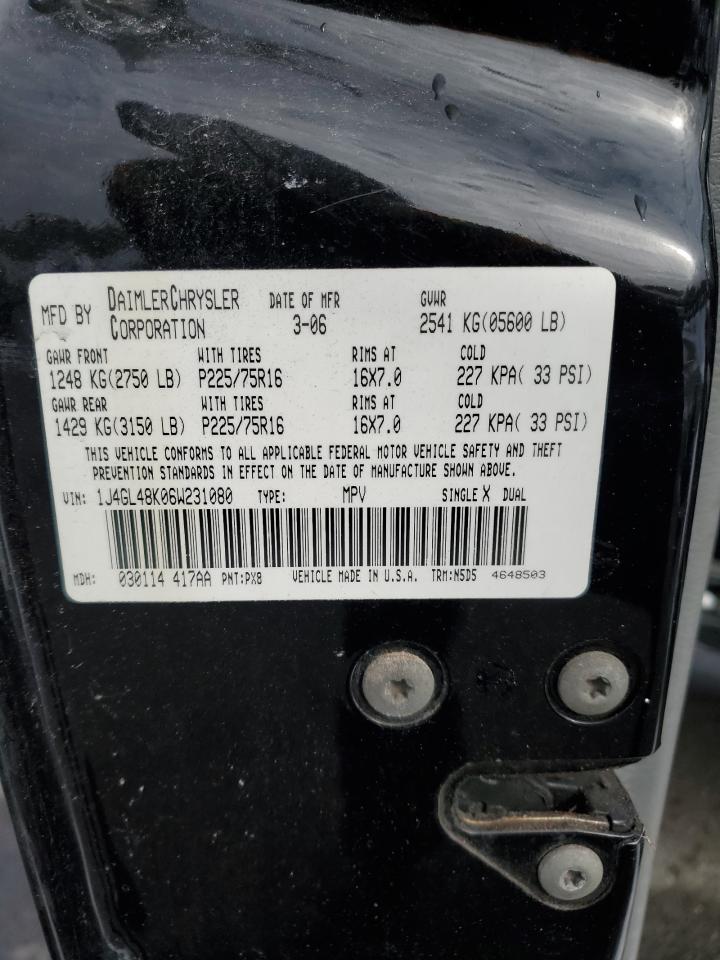 MFD BY DAIMLERCHRYSLER CORPORATION DATE OF MFR 3-06 GVWR 2541 KG(05600 LB)
GAWR FRONT WITH TIRES RIMS AT COLD
1248 KG(2750 LB) P225/75R16 16X7.0 227 KPA( 33 PSI)
GAWR REAR WITH TIRES RIMS AT COLD
1429 KG(3150 LB) P225/75R16 16X7.0 227 KPA( 33 PSI)
THIS VEHICLE CONFORMS TO ALL APPLICABLE FEDERAL MOTOR VEHICLE SAFETY AND THEFT
PREVENTION STANDARDS IN EFFECT ON THE DATE OF MANUFACTURE SHOWN ABOVE.
VIN: 1J4GL48K06W231080 TYPE: MPV SINGLE X DUAL
MDH: 030114 417AA PNT:PX8 VEHICLE MADE IN U.S.A. TRM:N5D5 4648503